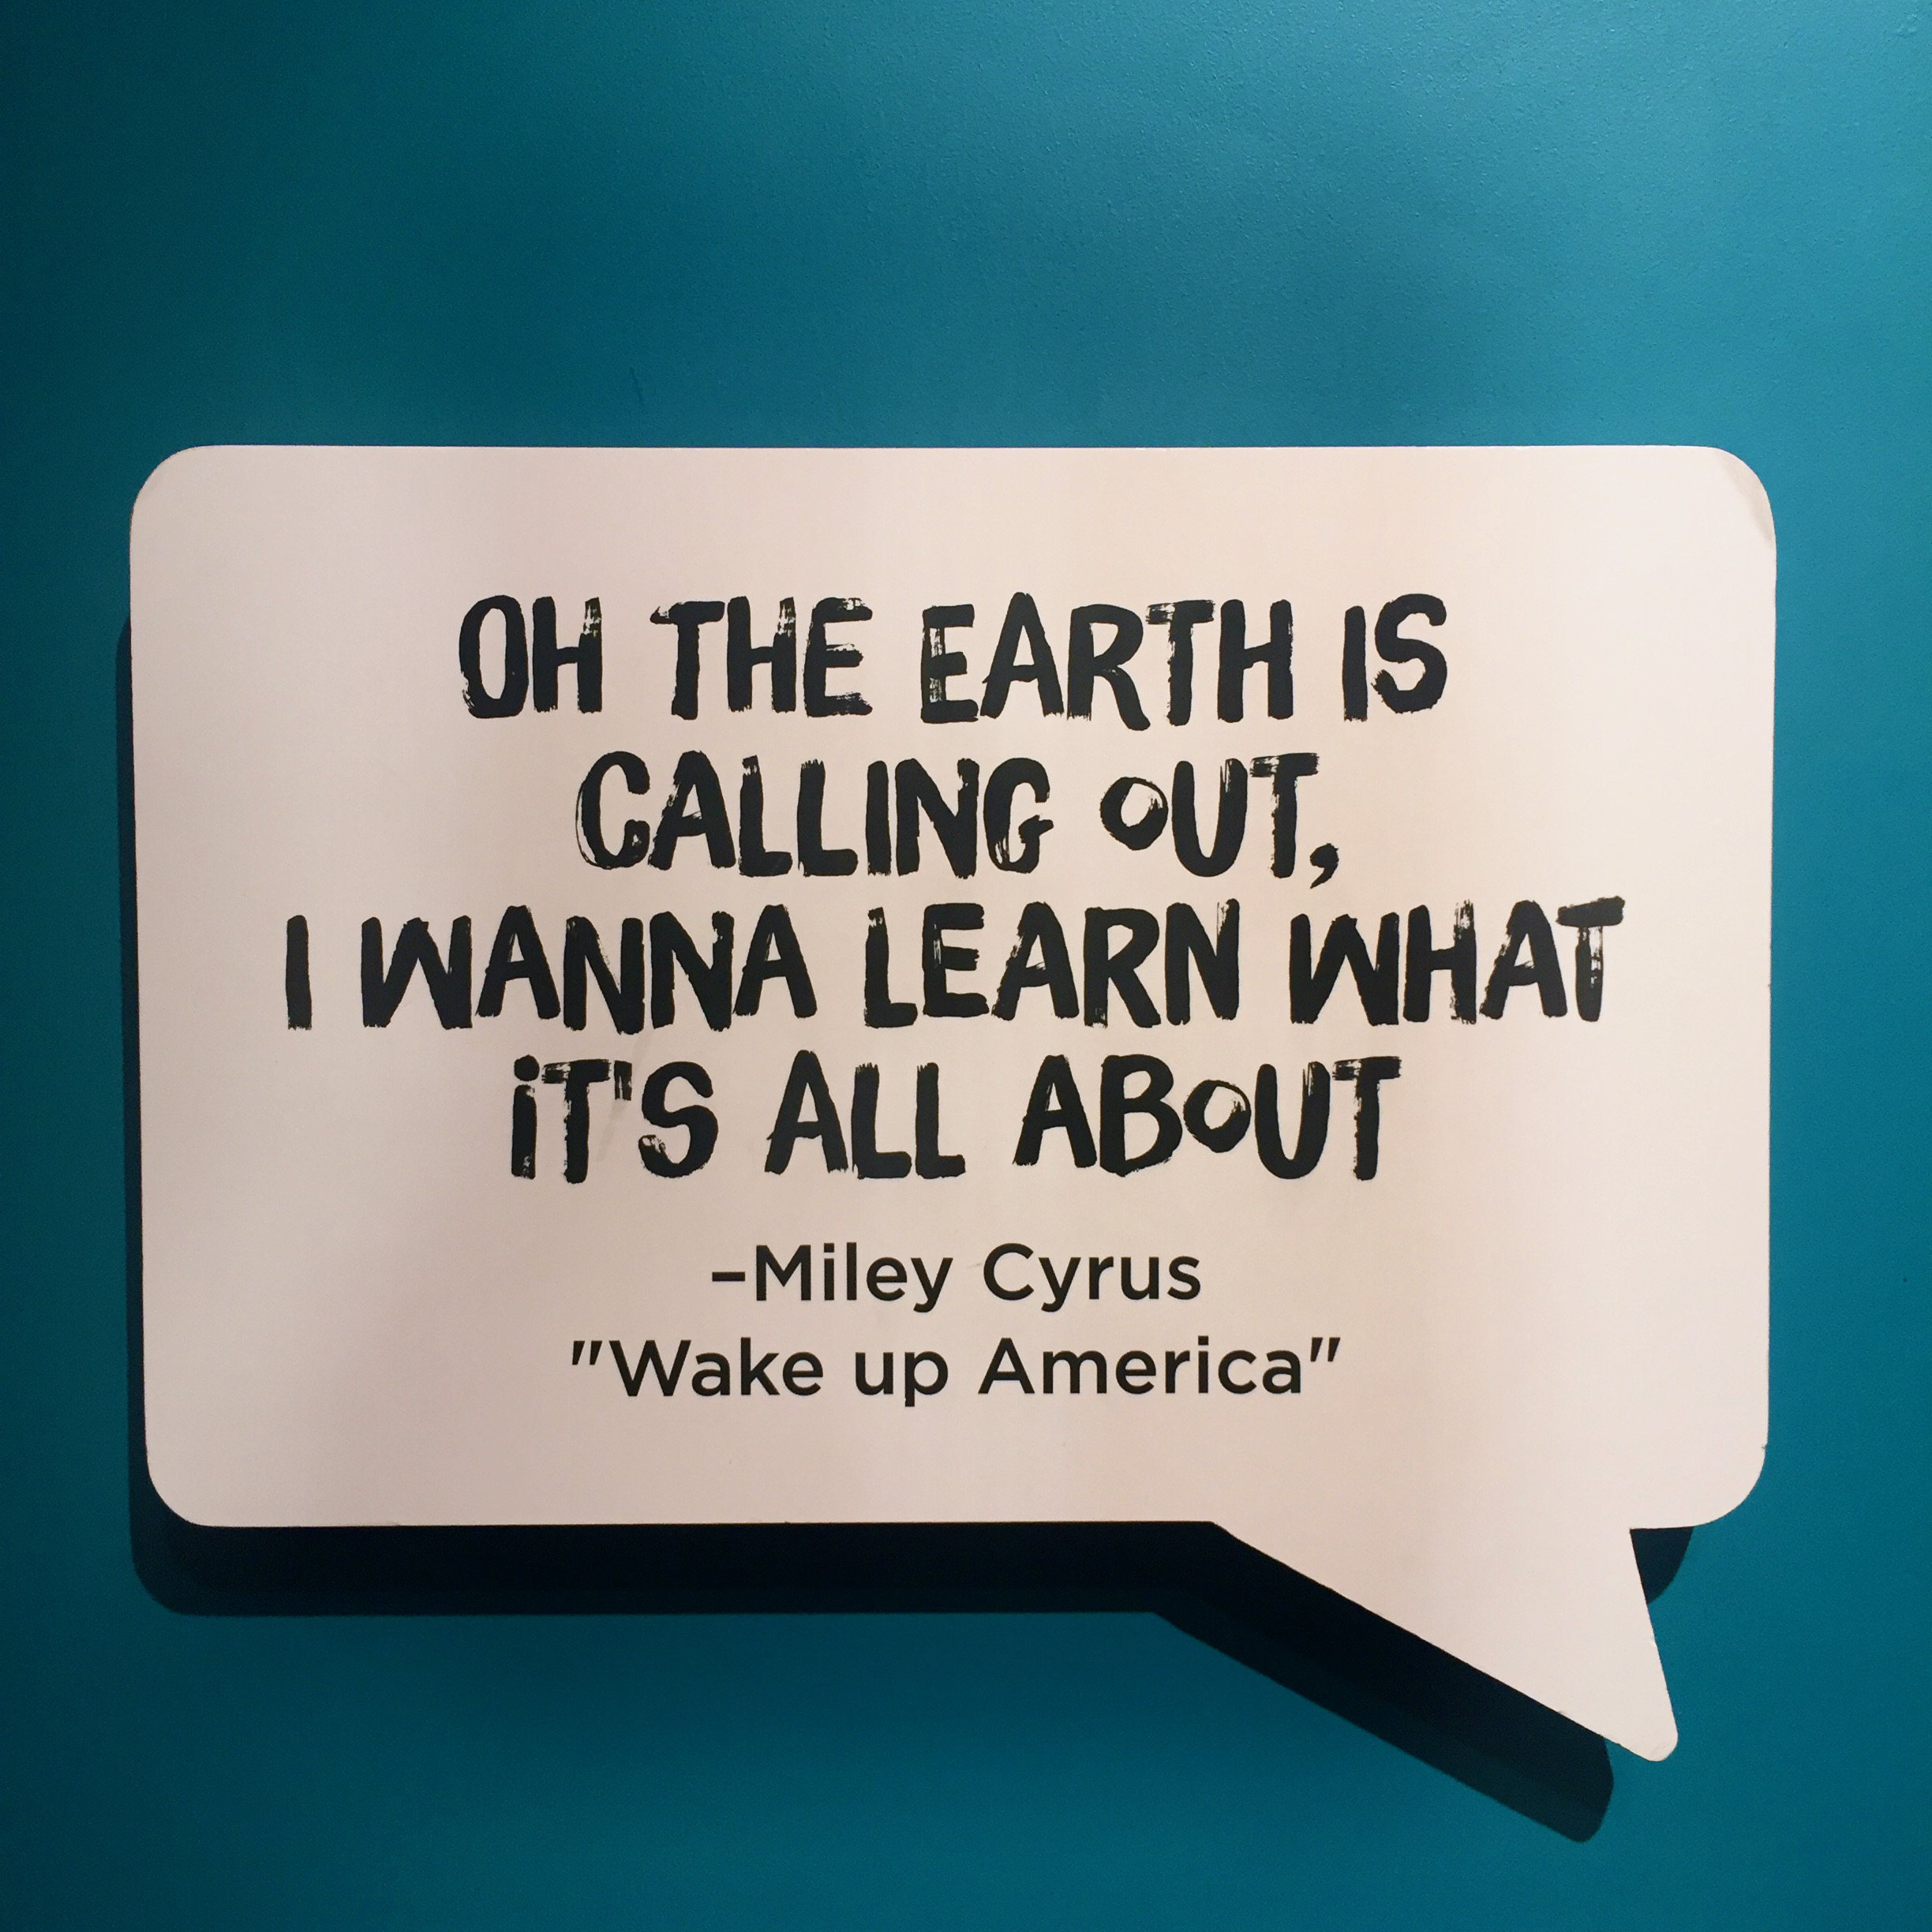 OH THE EARTH IS
CALLING OUT,
I WANNA LEARN WHAT
IT'S ALL ABOUT
–Miley Cyrus
"Wake up America"